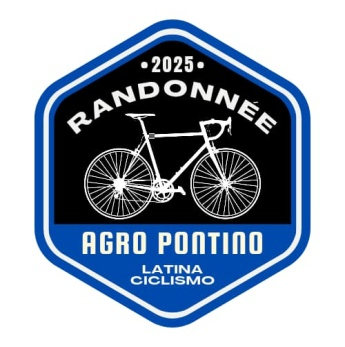 • 2025 •
RANDONNÉE
AGRO PONTINO
LATINA
CICLISMO